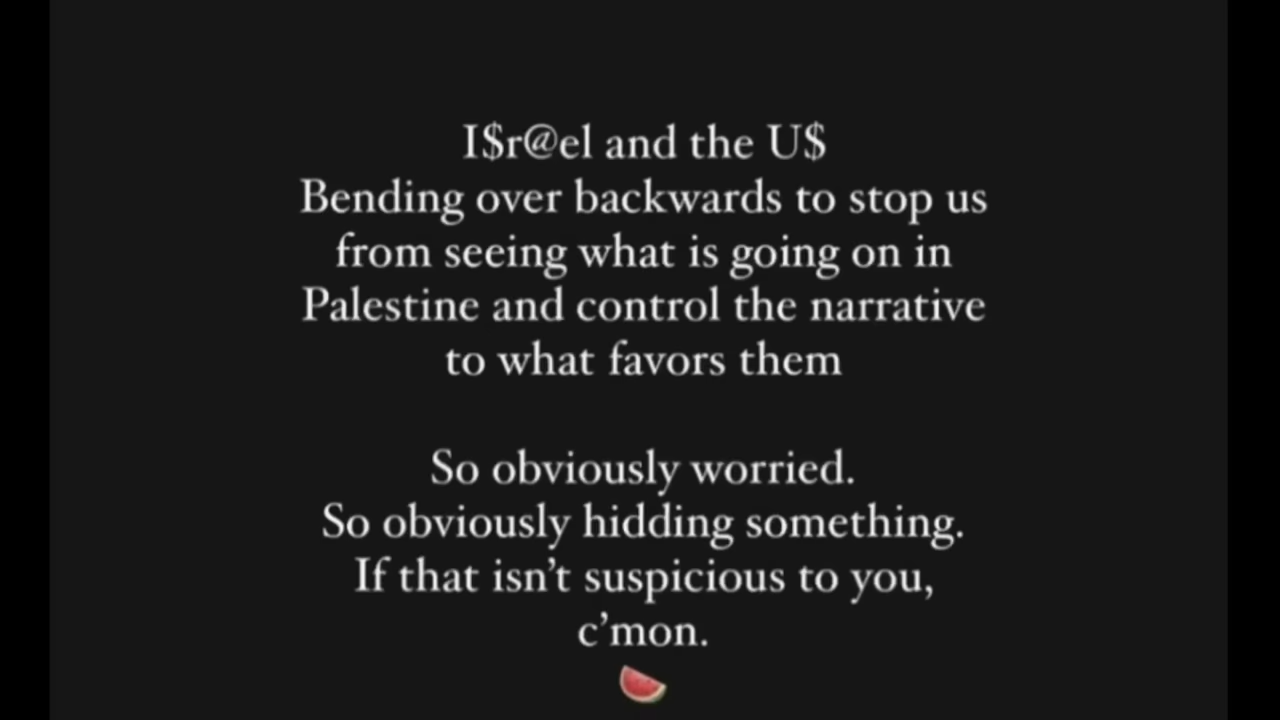 I$r@el and the U$
Bending over backwards to stop us
from seeing what is going on in
Palestine and control the narrative
to what favors them
So obviously worried.
So obviously hidding something.
If that isn’t suspicious to you,
c’mon.
🍉